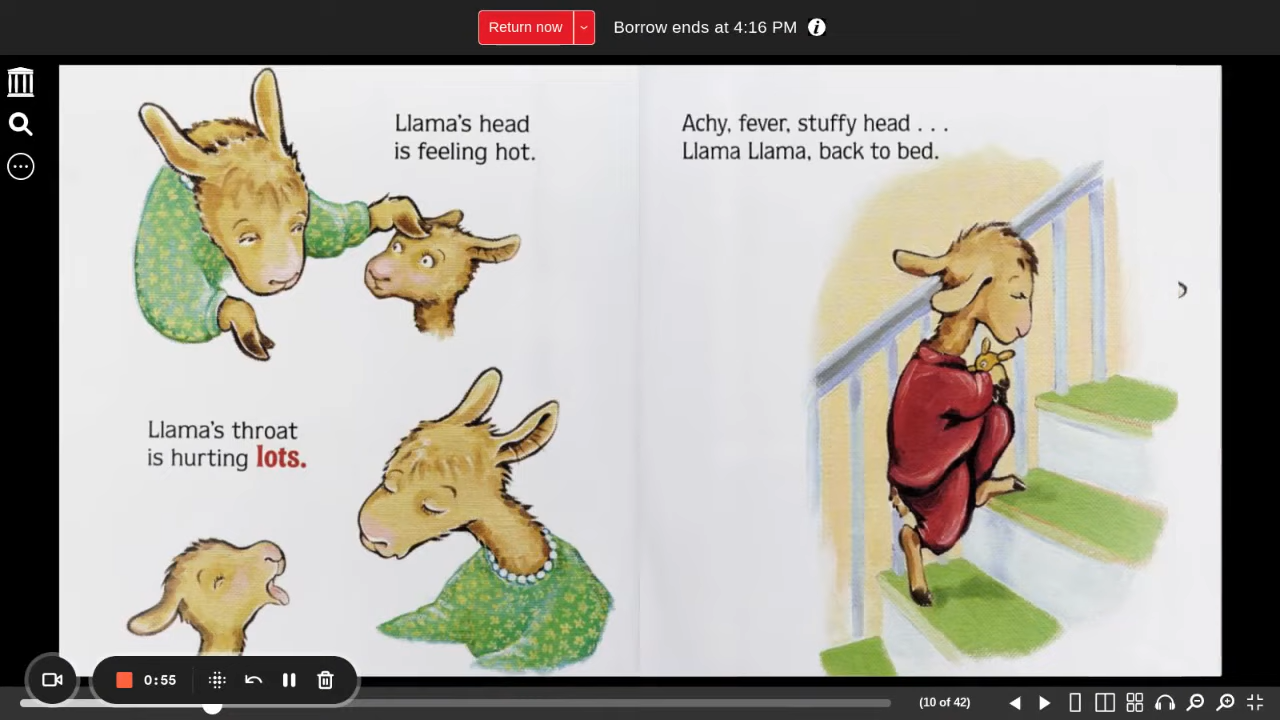 Return now
Borrow ends at 4:16 PM
Llama's head
is feeling hot.
Llama's throat
is hurting lots.
Achy, fever, stuffy head . . .
Llama Llama, back to bed.
0:55
(10 of 42)